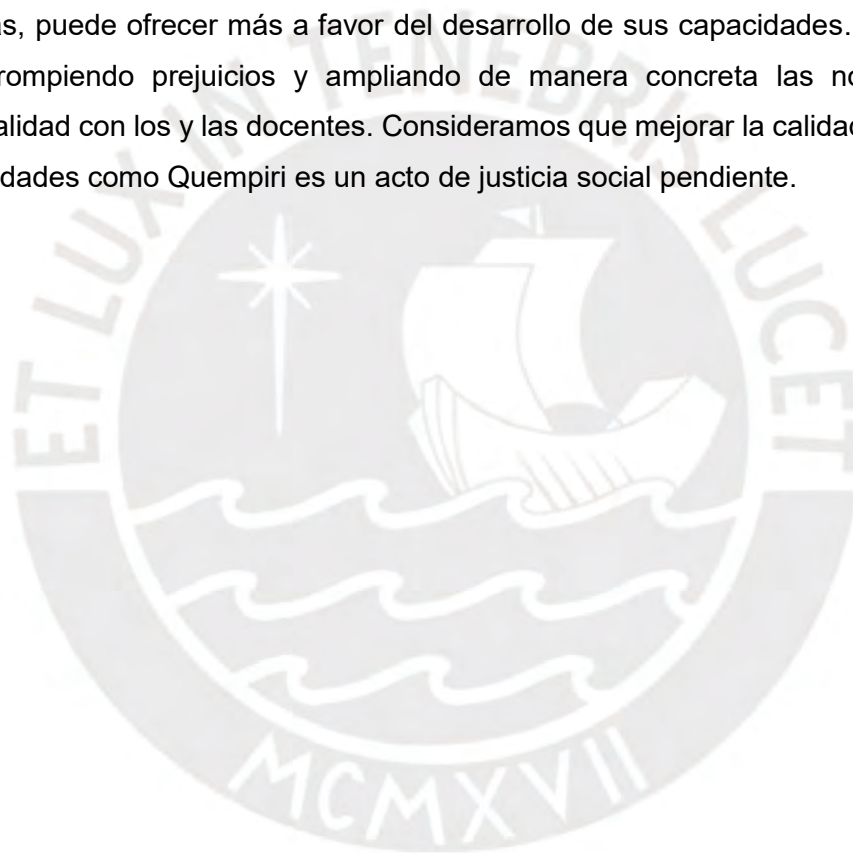 as, puede ofrecer más a favor del desarrollo de sus capacidades.
rompiendo prejuicios y ampliando de manera concreta las no
alidad con los y las docentes. Consideramos que mejorar la calidad
dades como Quempiri es un acto de justicia social pendiente.
ET LUX IN TENEBRIS LUCET
MCMXVII